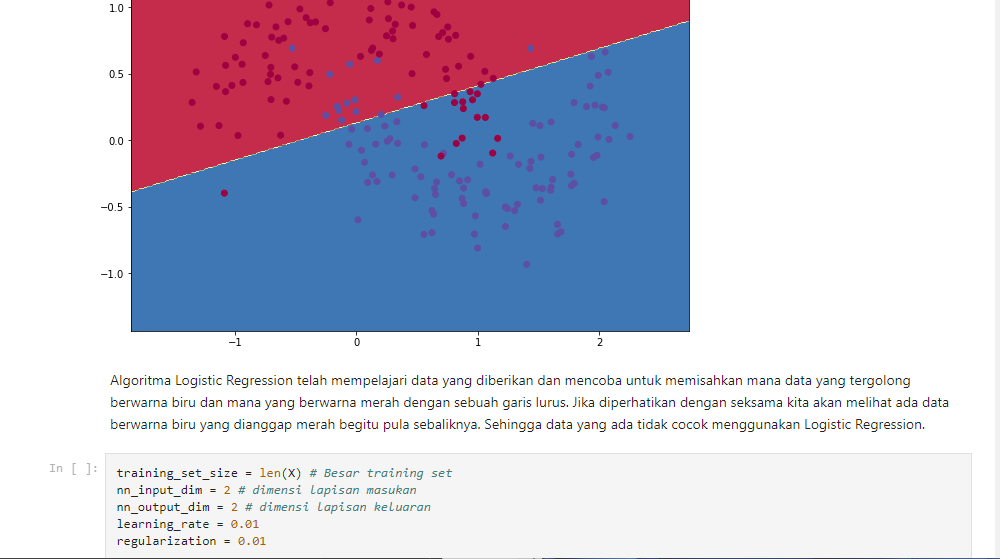 1.0
0.5
0.0
−0.5
−1.0
−1 0 1 2
Algoritma Logistic Regression telah mempelajari data yang diberikan dan mencoba untuk memisahkan mana data yang tergolong
berwarna biru dan mana yang berwarna merah dengan sebuah garis lurus. Jika diperhatikan dengan seksama kita akan melihat ada data
berwarna biru yang dianggap merah begitu pula sebaliknya. Sehingga data yang ada tidak cocok menggunakan Logistic Regression.
In [ ]: training_set_size = len(X) # Besar training set
nn_input_dim = 2 # dimensi lapisan masukan
nn_output_dim = 2 # dimensi lapisan keluaran
learning_rate = 0.01
regularization = 0.01